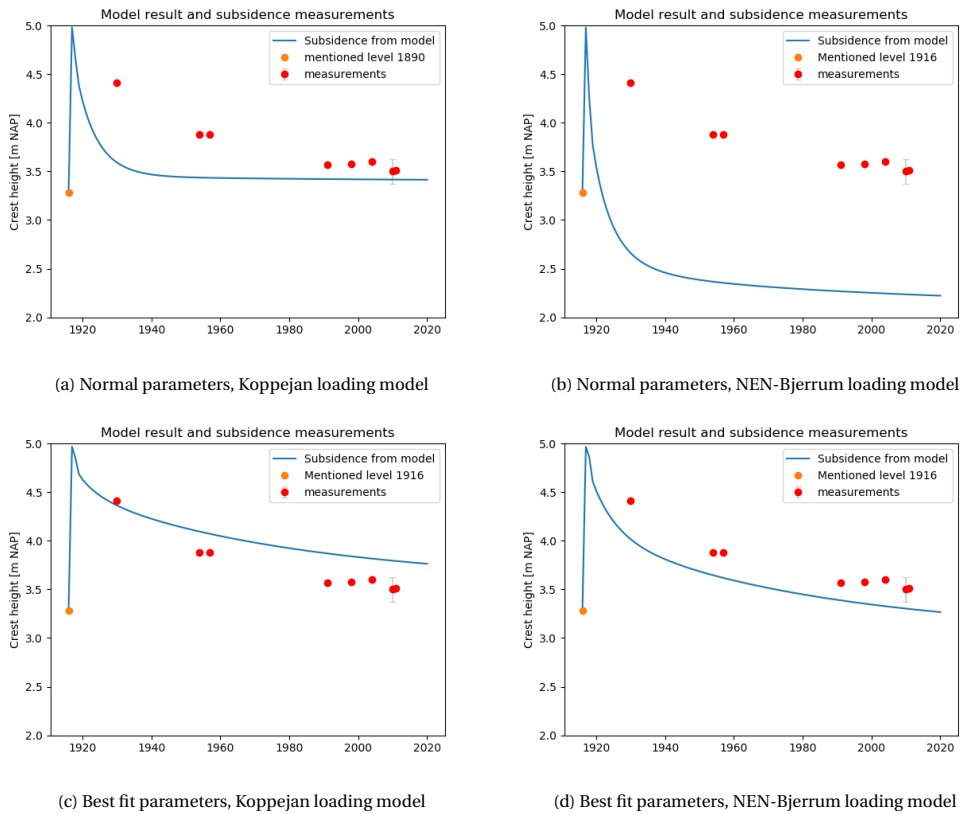 Model result and subsidence measurements
Crest height [m NAP]
5.0
4.5
4.0
3.5
3.0
2.5
2.0
1920 1940 1960 1980 2000 2020
Subsidence from model
mentioned level 1890
measurements
(a) Normal parameters, Koppejan loading model
Model result and subsidence measurements
Crest height [m NAP]
5.0
4.5
4.0
3.5
3.0
2.5
2.0
1920 1940 1960 1980 2000 2020
Subsidence from model
Mentioned level 1916
measurements
(b) Normal parameters, NEN-Bjerrum loading model
Model result and subsidence measurements
Crest height [m NAP]
5.0
4.5
4.0
3.5
3.0
2.5
2.0
1920 1940 1960 1980 2000 2020
Subsidence from model
Mentioned level 1916
measurements
(c) Best fit parameters, Koppejan loading model
Model result and subsidence measurements
Crest height [m NAP]
5.0
4.5
4.0
3.5
3.0
2.5
2.0
1920 1940 1960 1980 2000 2020
Subsidence from model
Mentioned level 1916
measurements
(d) Best fit parameters, NEN-Bjerrum loading model